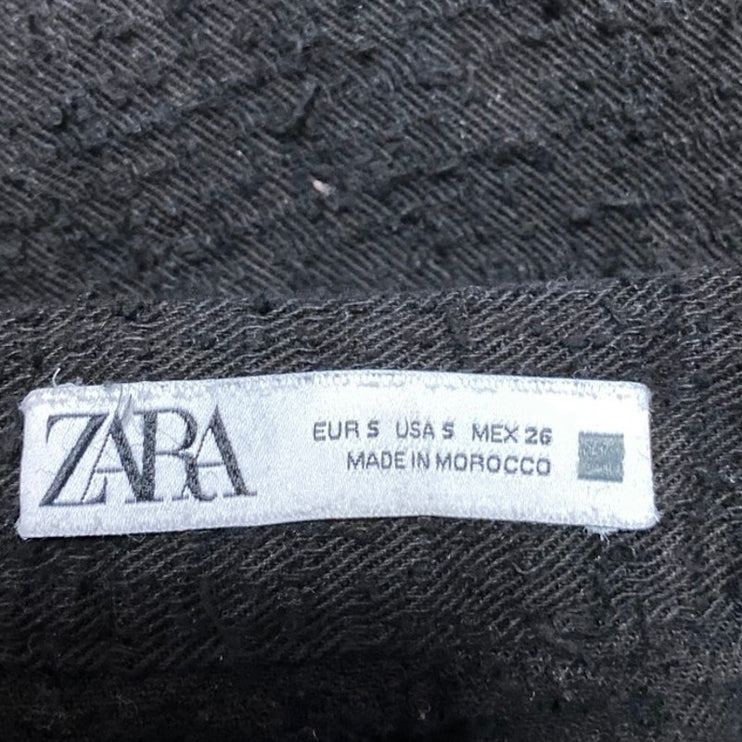 ZARA
EUR S USA S MEX 26
MADE IN MOROCCO